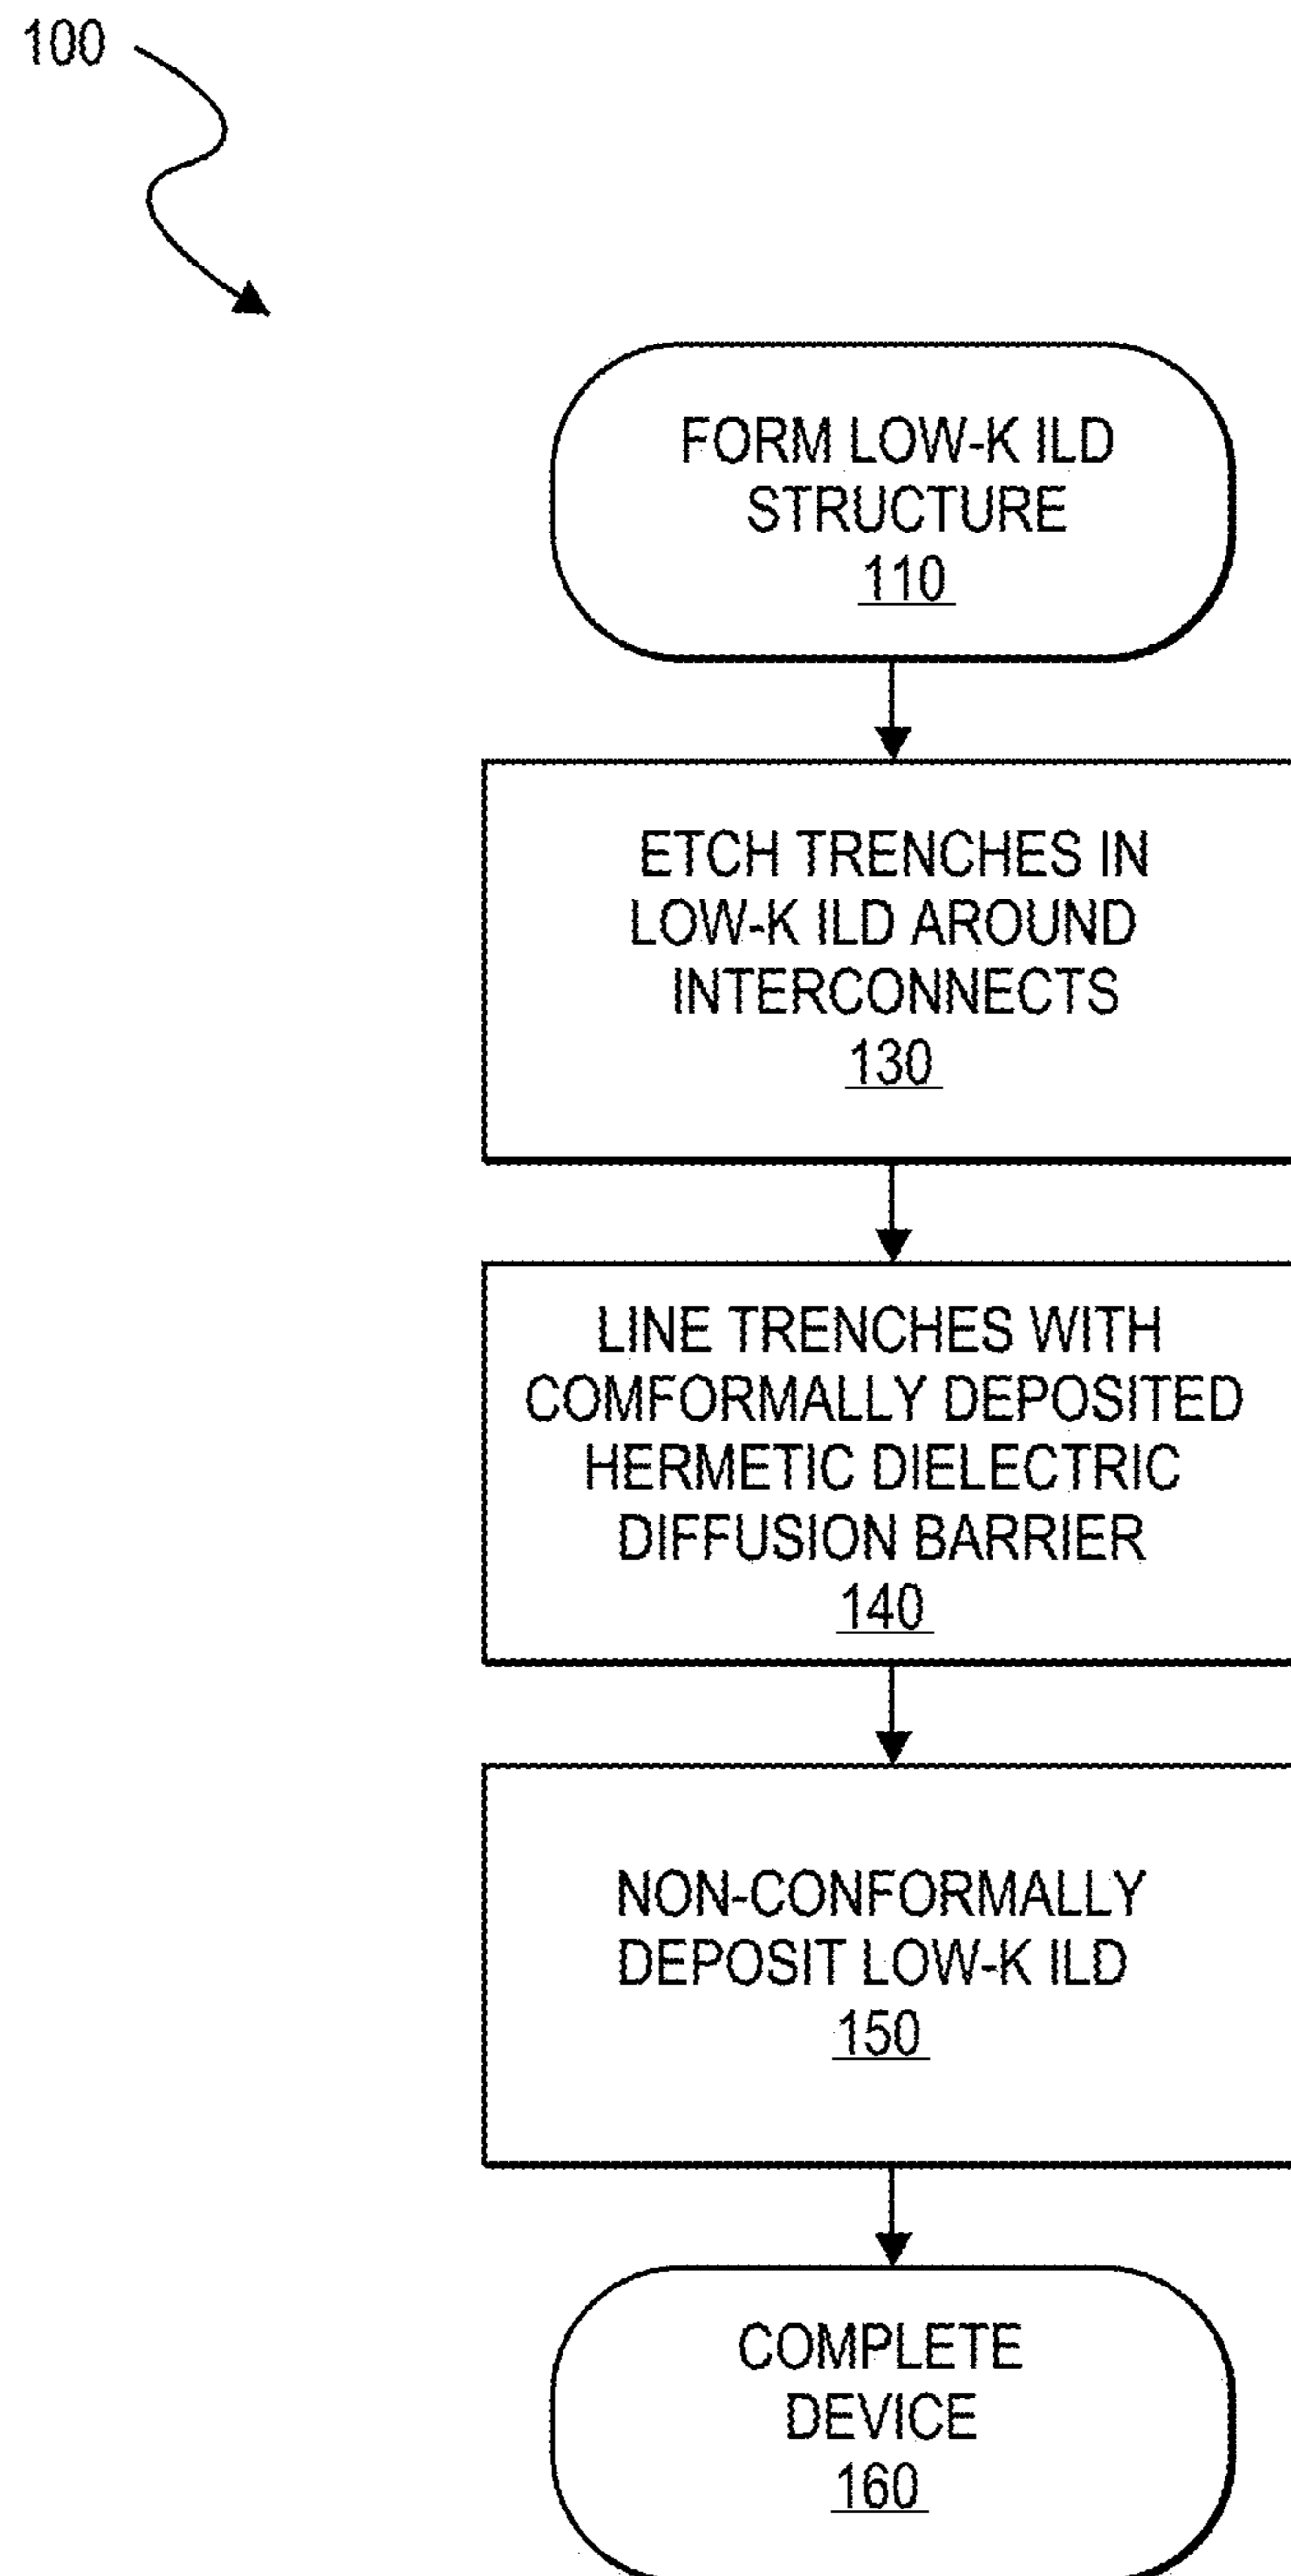 100
FORM LOW-K ILD
STRUCTURE
110
ETCH TRENCHES IN
LOW-K ILD AROUND
INTERCONNECTS
130
LINE TRENCHES WITH
COMFORMALLY DEPOSITED
HERMETIC DIELECTRIC
DIFFUSION BARRIER
140
NON-CONFORMALLY
DEPOSIT LOW-K ILD
150
COMPLETE
DEVICE
160